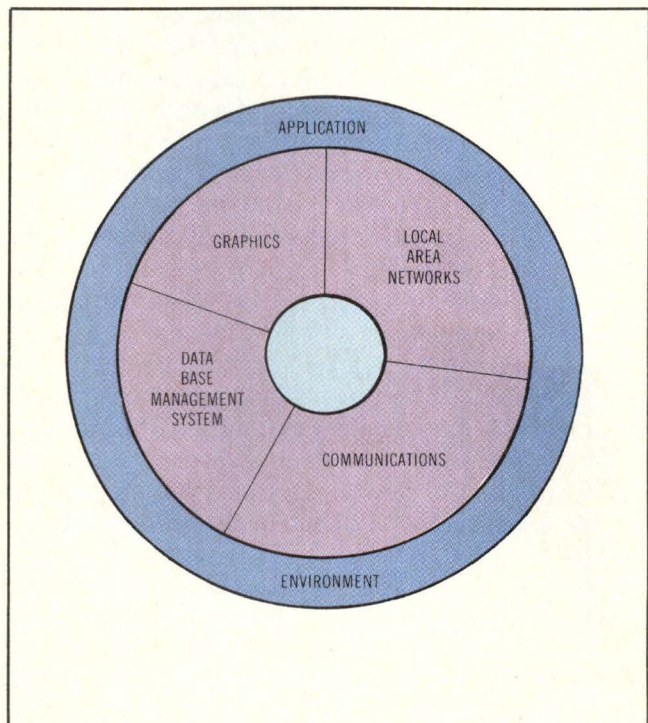 APPLICATION
GRAPHICS
LOCAL
AREA
NETWORKS
DATA
BASE
MANAGEMENT
SYSTEM
COMMUNICATIONS
ENVIRONMENT